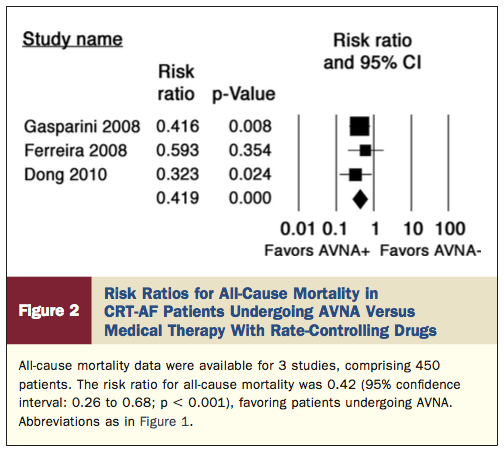 Study name
Risk ratio
and 95% CI
Risk
ratio p-Value
Gasparini 2008 0.416 0.008
Ferreira 2008 0.593 0.354
Dong 2010 0.323 0.024
0.419 0.000
0.01 0.1 1 10 100
Favors AVNA+ Favors AVNA-
Figure 2
Risk Ratios for All-Cause Mortality in
CRT-AF Patients Undergoing AVNA Versus
Medical Therapy With Rate-Controlling Drugs
All-cause mortality data were available for 3 studies, comprising 450
patients. The risk ratio for all-cause mortality was 0.42 (95% confidence
interval: 0.26 to 0.68; p < 0.001), favoring patients undergoing AVNA.
Abbreviations as in Figure 1.